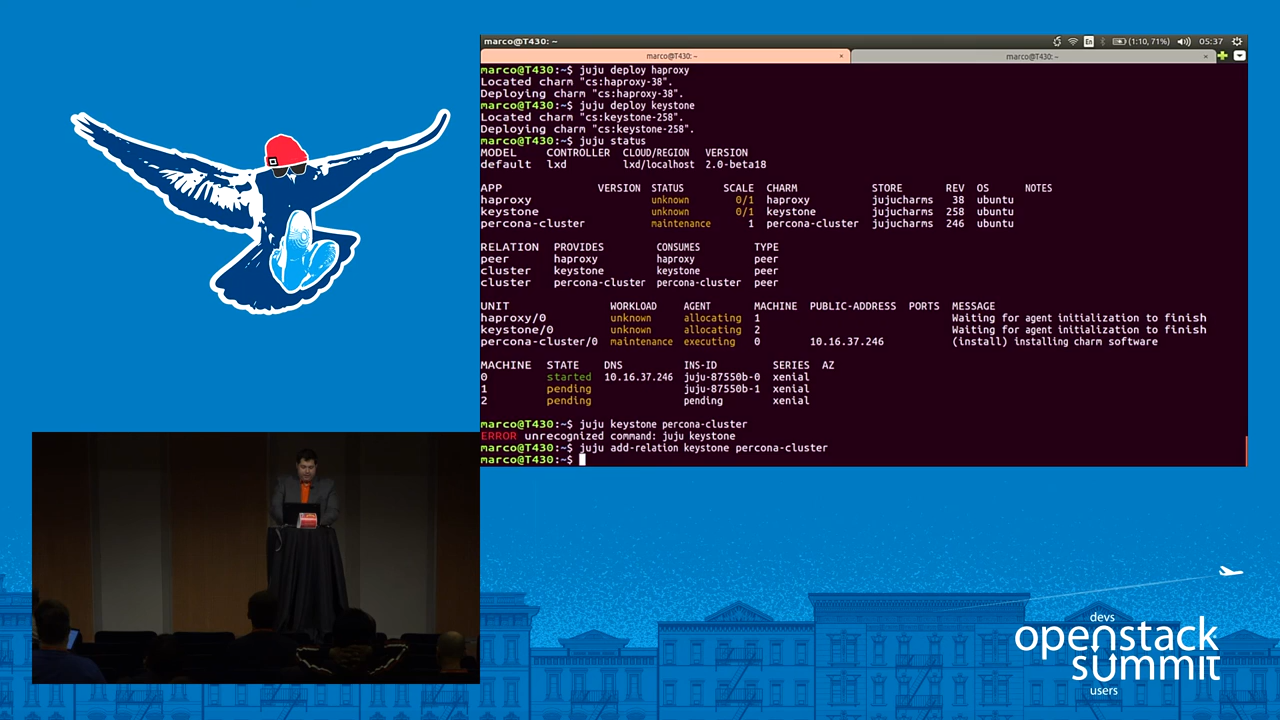 marco@T430: ~
En
(1:10, 71%)
05:37
marco@T430: ~ ×
marco@T430: ~ ×
marco@T430:~$ juju deploy haproxy
Located charm "cs:haproxy-38".
Deploying charm "cs:haproxy-38".
marco@T430:~$ juju deploy keystone
Located charm "cs:keystone-258".
Deploying charm "cs:keystone-258".
marco@T430:~$ juju status
MODEL CONTROLLER CLOUD/REGION VERSION
default lxd lxd/localhost 2.0-beta18
APP VERSION STATUS SCALE CHARM STORE REV OS NOTES
haproxy unknown 0/1 haproxy jujucharms 38 ubuntu
keystone unknown 0/1 keystone jujucharms 258 ubuntu
percona-cluster maintenance 1 percona-cluster jujucharms 246 ubuntu
RELATION PROVIDES CONSUMES TYPE
peer haproxy haproxy peer
cluster keystone keystone peer
cluster percona-cluster percona-cluster peer
UNIT WORKLOAD AGENT MACHINE PUBLIC-ADDRESS PORTS MESSAGE
haproxy/0 unknown allocating 1 Waiting for agent initialization to finish
keystone/0 unknown allocating 2 Waiting for agent initialization to finish
percona-cluster/0 maintenance executing 0 10.16.37.246 (install) installing charm software
MACHINE STATE DNS INS-ID SERIES AZ
0 started 10.16.37.246 juju-87550b-0 xenial
1 pending juju-87550b-1 xenial
2 pending pending xenial
marco@T430:~$ juju keystone percona-cluster
ERROR unrecognized command: juju keystone
marco@T430:~$ juju add-relation keystone percona-cluster
marco@T430:~$
devs
openstack
summit
users